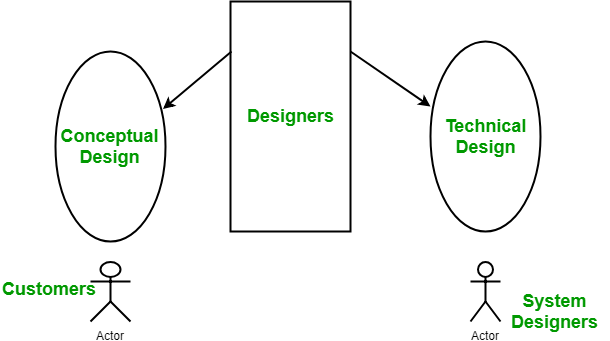 Designers
Conceptual
Design
Technical
Design
Customers
Actor
System
Designers
Actor